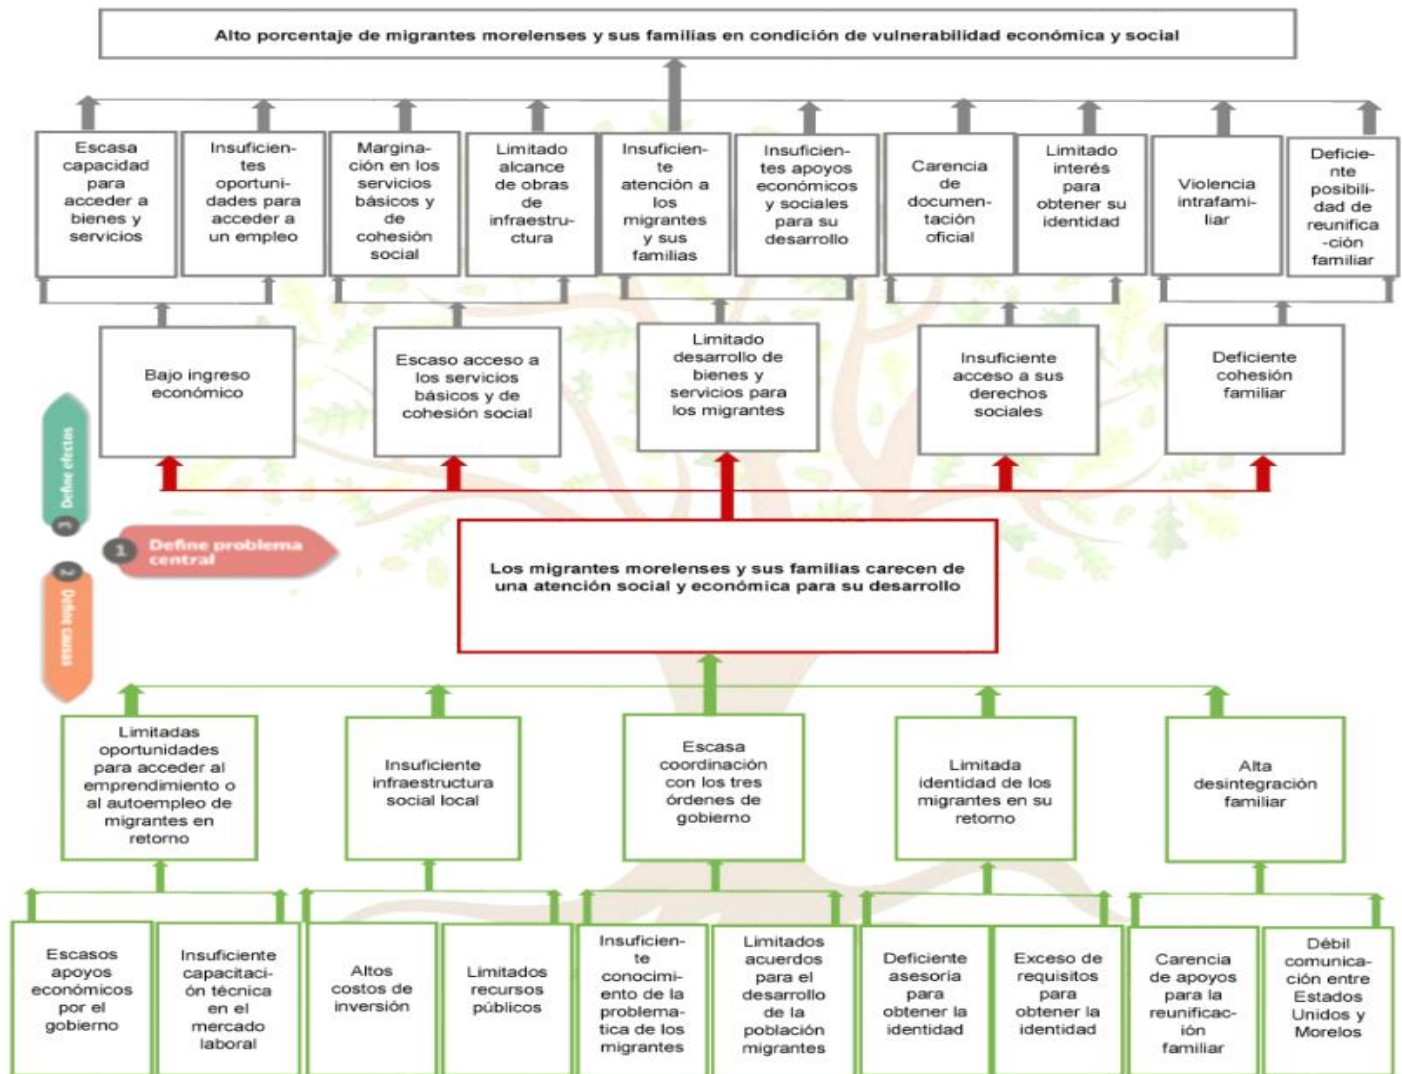 Alto porcentaje de migrantes morelenses y sus familias en condición de vulnerabilidad económica y social
Escasa
capacidad
para
acceder a
bienes y
servicios
Insuficien-
tes
oportuni-
dades para
acceder a
un empleo
Margina-
ción en los
servicios
básicos y
de
cohesión
social
Limitado
alcance
de obras
de
infraestru-
ctura
Insuficien-
te
atención a
los
migrantes
y sus
familias
Insuficien-
tes apoyos
económicos
y sociales
para su
desarrollo
Carencia
de
documen-
tación
oficial
Limitado
interés
para
obtener su
identidad
Violencia
intrafami-
liar
Deficie-
nte
posibili-
dad de
reunifica
-ción
familiar
Bajo ingreso
económico
Escaso acceso a
los servicios
básicos y de
cohesión social
Limitado
desarrollo de
bienes y
servicios para
los migrantes
Insuficiente
acceso a sus
derechos
sociales
Deficiente
cohesión
familiar
3 Define efectos
1 Define problema
central
2 Define causas
Los migrantes morelenses y sus familias carecen de
una atención social y económica para su desarrollo
Limitadas
oportunidades
para acceder al
emprendimiento o
al autoempleo de
migrantes en
retorno
Insuficiente
infraestructura
social local
Escasa
coordinación
con los tres
órdenes de
gobierno
Limitada
identidad de los
migrantes en su
retorno
Alta
desintegración
familiar
Escasos
apoyos
económicos
por el
gobierno
Insuficiente
capacitaci-
ón técnica
en el
mercado
laboral
Altos
costos de
inversión
Limitados
recursos
públicos
Insuficien-
te
conocimi-
ento de la
problema-
tica de los
migrantes
Limitados
acuerdos
para el
desarrollo
de la
población
migrantes
Deficiente
asesoría
para
obtener la
identidad
Exceso de
requisitos
para
obtener la
identidad
Carencia
de apoyos
para la
reunificac-
ión
familiar
Débil
comunica-
ción entre
Estados
Unidos y
Morelos